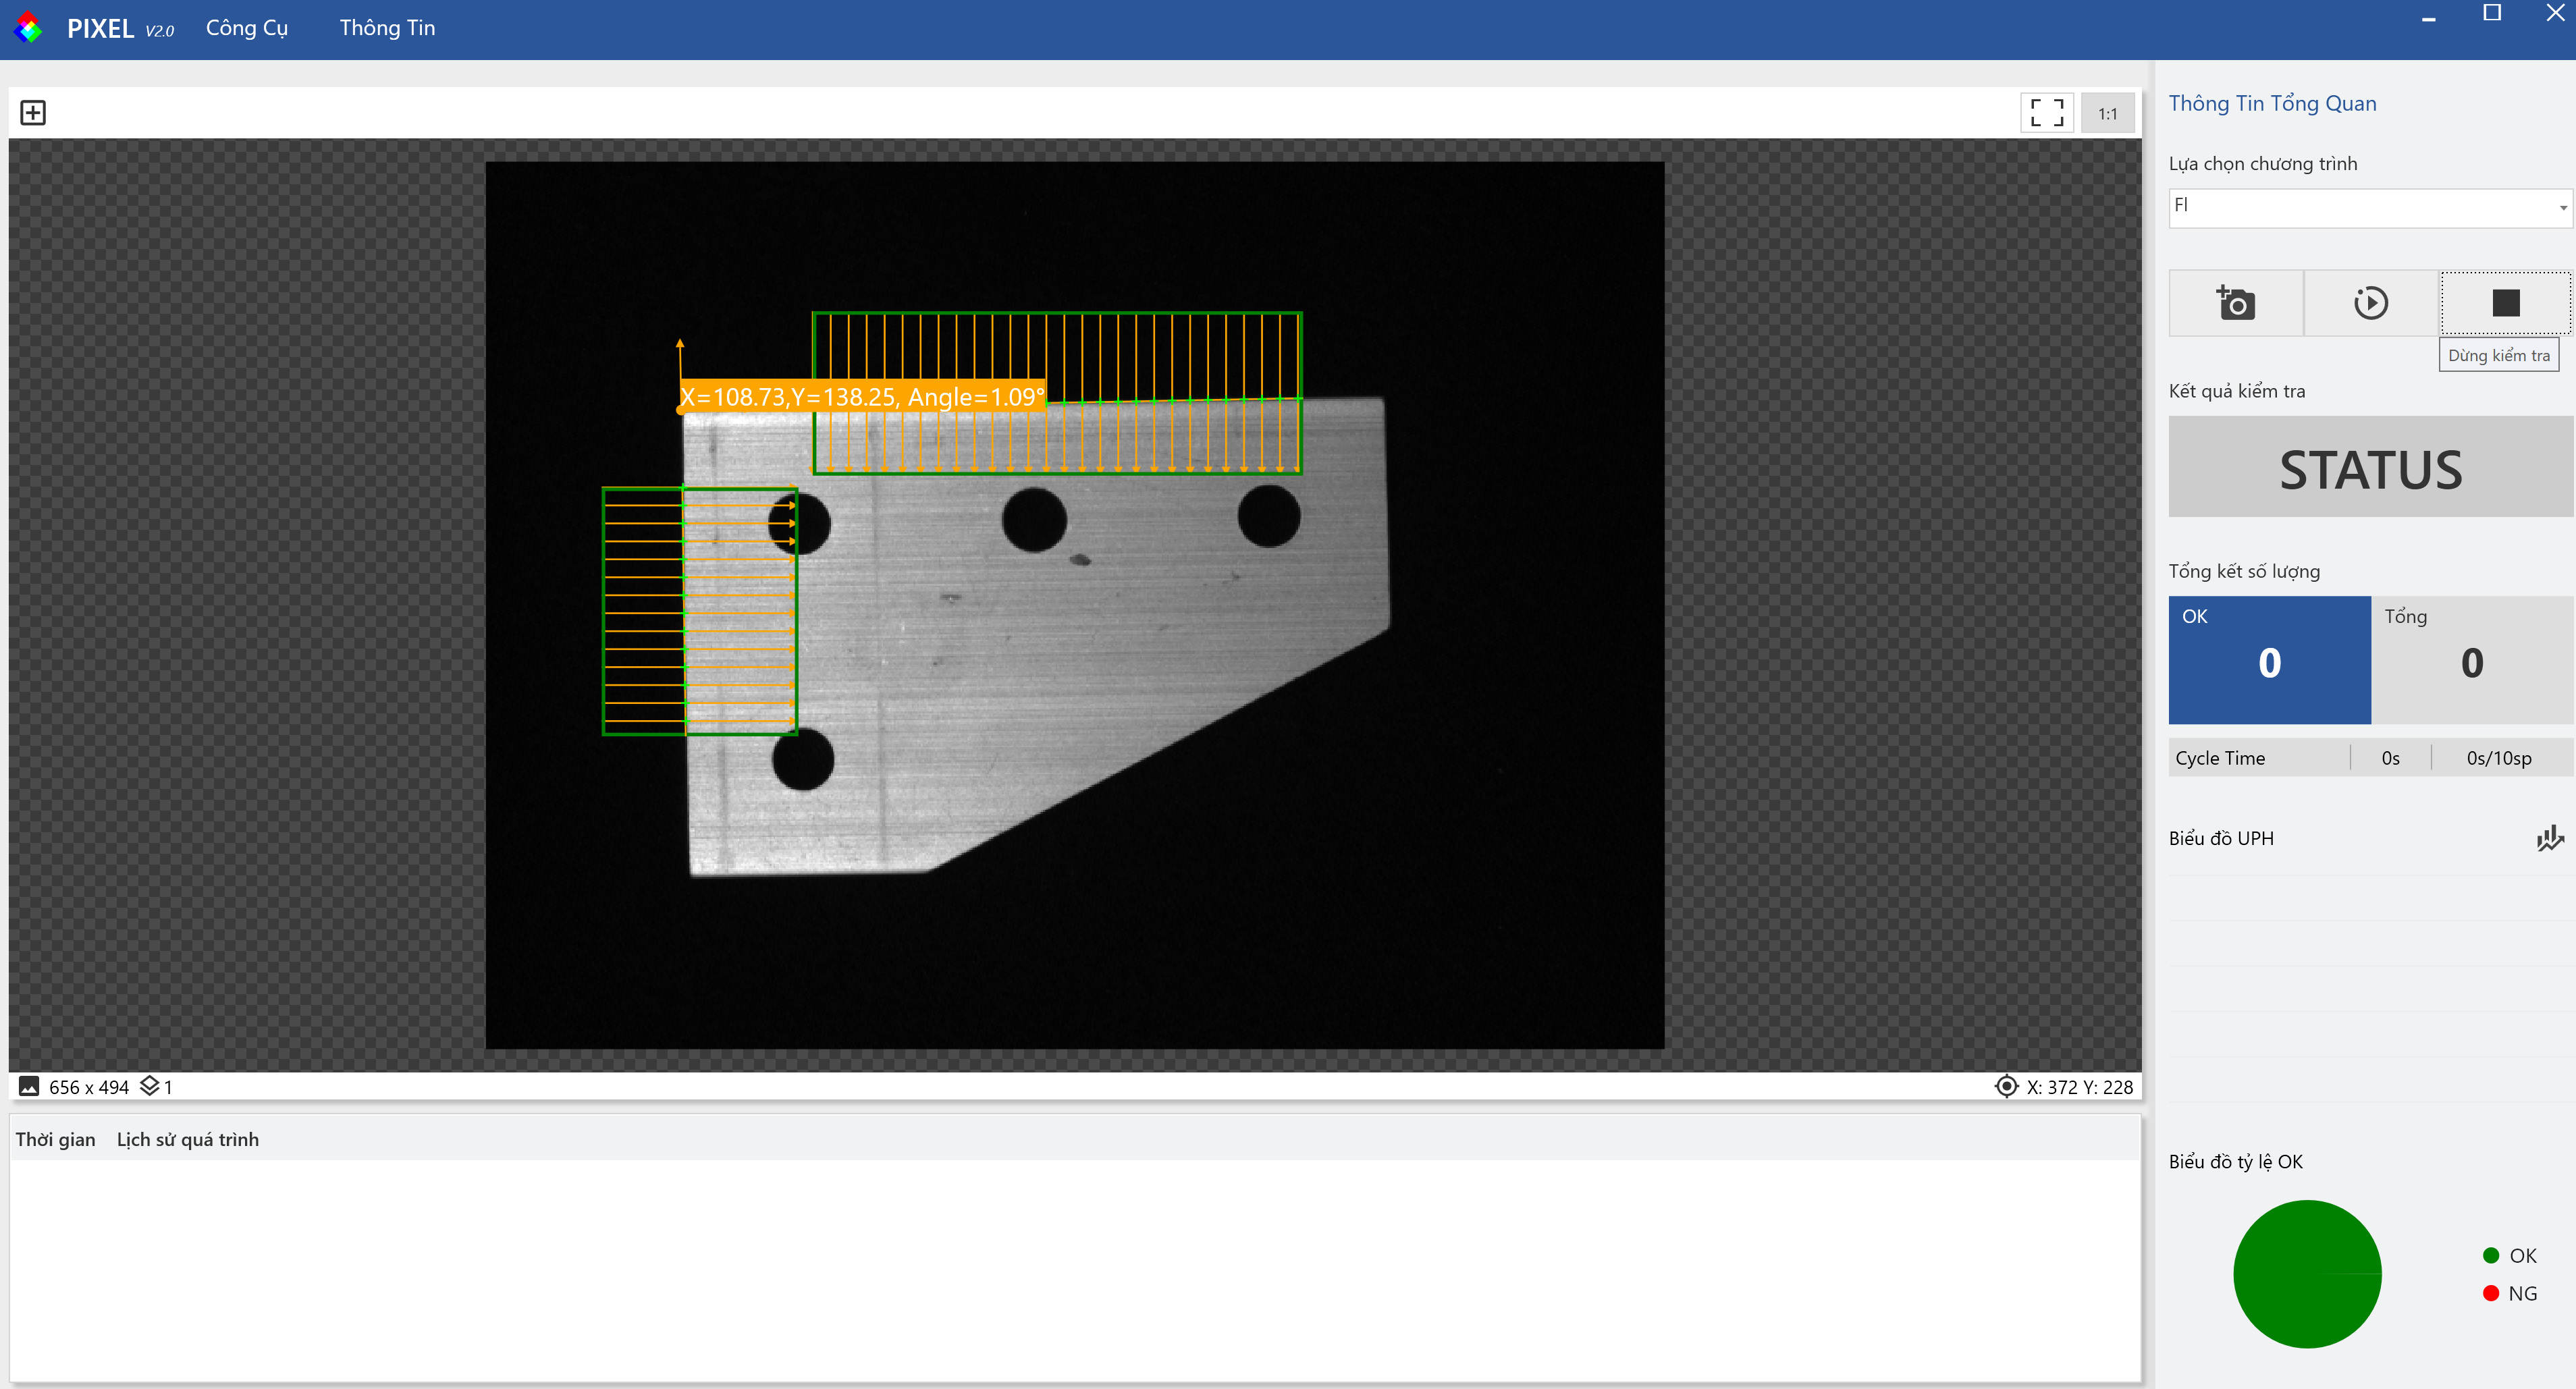 PIXEL V2.0 Công Cụ Thông Tin
1:1
X=108.73,Y=138.25, Angle=1.09°
656 x 494 1
X: 372 Y: 228
Thời gian Lịch sử quá trình
Thông Tin Tổng Quan
Lựa chọn chương trình
FI
Dừng kiểm tra
Kết quả kiểm tra
STATUS
Tổng kết số lượng
OK Tổng
0 0
Cycle Time 0s 0s/10sp
Biểu đồ UPH
Biểu đồ tỷ lệ OK
OK
NG